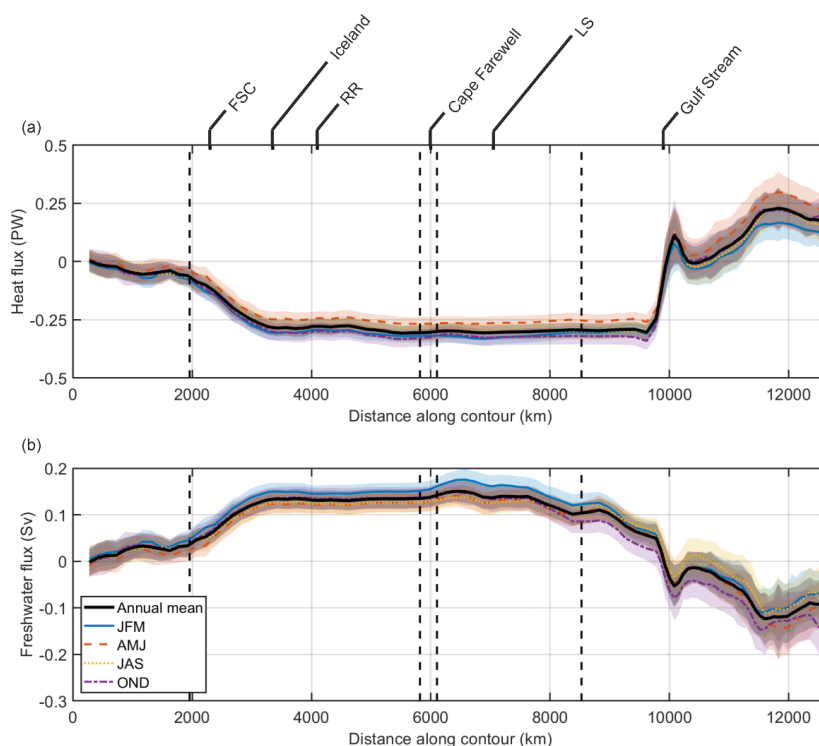 FSC
Iceland
RR
Cape Farewell
LS
Gulf Stream
(a)
0.5
0.25
0
-0.25
-0.5
Heat flux (PW)
0 2000 4000 6000 8000 10000 12000
Distance along contour (km)
(b)
0.2
0.1
0
-0.1
-0.2
-0.3
Freshwater flux (Sv)
Annual mean
JFM
AMJ
JAS
OND
0 2000 4000 6000 8000 10000 12000
Distance along contour (km)